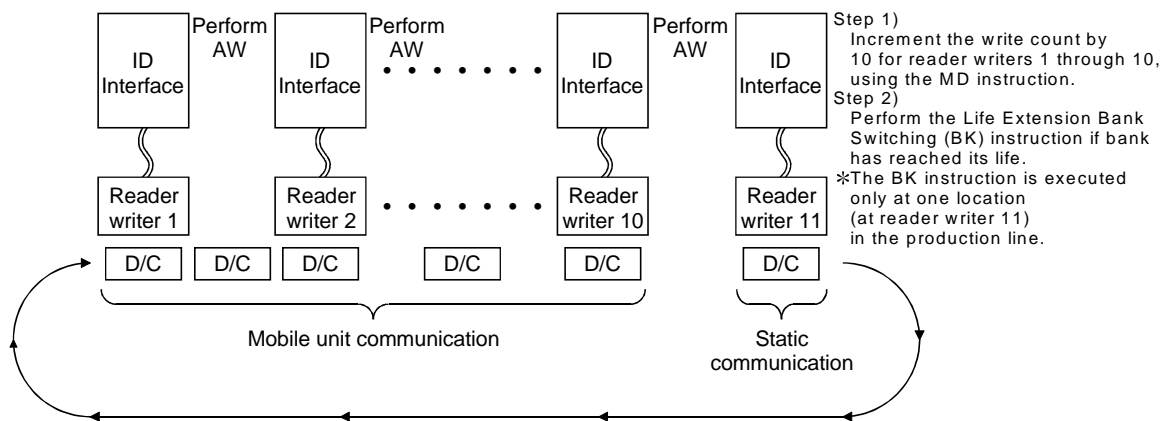 ID
Interface
Perform
AW
ID
Interface
Perform
AW
ID
Interface
Perform
AW
ID
Interface
Step 1)
Increment the write count by
10 for reader writers 1 through 10,
using the MD instruction.
Step 2)
Perform the Life Extension Bank
Switching (BK) instruction if bank
has reached its life.
*The BK instruction is executed
only at one location
(at reader writer 11)
in the production line.
Reader
writer 1
Reader
writer 2
Reader
writer 10
Reader
writer 11
D/C
D/C
D/C
D/C
D/C
D/C
Mobile unit communication
Static
communication